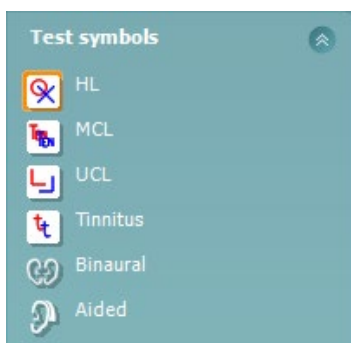 Test symbols
HL
MCL
UCL
Tinnitus
Binaural
Aided